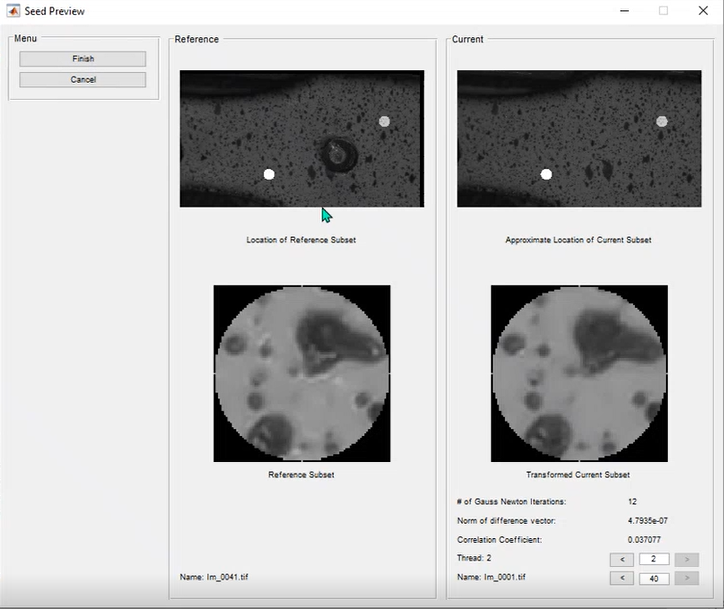 Seed Preview
Menu
Finish
Cancel
Reference
Location of Reference Subset
Reference Subset
Name: Im_0041.tif
Current
Approximate Location of Current Subset
Transformed Current Subset
# of Gauss Newton Iterations: 12
Norm of difference vector: 4.7935e-07
Correlation Coefficient: 0.037077
Thread: 2 < 2 >
Name: Im_0001.tif < 40 >